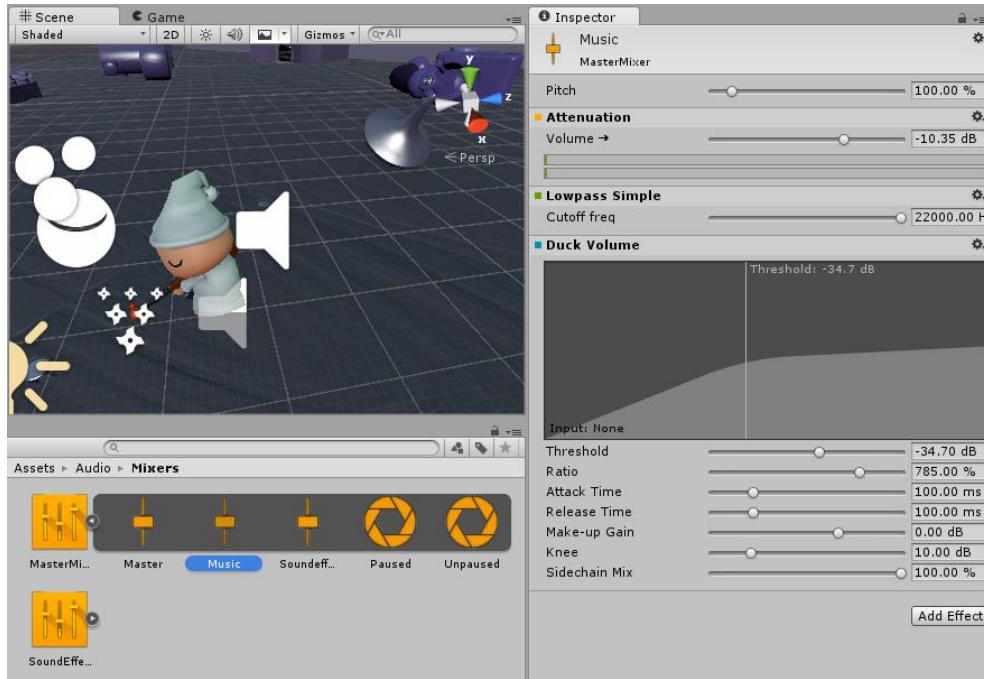 Scene
Game
Shaded
2D
Gizmos
All
y
z
x
Persp
Assets
Audio
Mixers
MasterMi...
Master
Music
Soundeff...
Paused
Unpaused
SoundEffe...
Inspector
Music
MasterMixer
Pitch 100.00 %
Attenuation
Volume → -10.35 dB
Lowpass Simple
Cutoff freq 22000.00 H
Duck Volume
Threshold: -34.7 dB
Input: None
Threshold -34.70 dB
Ratio 785.00 %
Attack Time 100.00 ms
Release Time 100.00 ms
Make-up Gain 0.00 dB
Knee 10.00 dB
Sidechain Mix 100.00 %
Add Effect